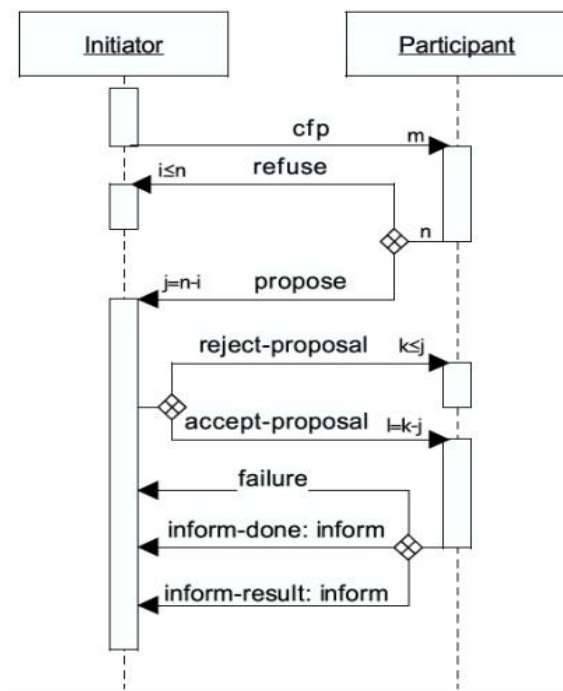 Initiator Participant
cfp m
i≤n refuse
n
j=n-i propose
reject-proposal k≤j
accept-proposal l=k-j
failure
inform-done: inform
inform-result: inform